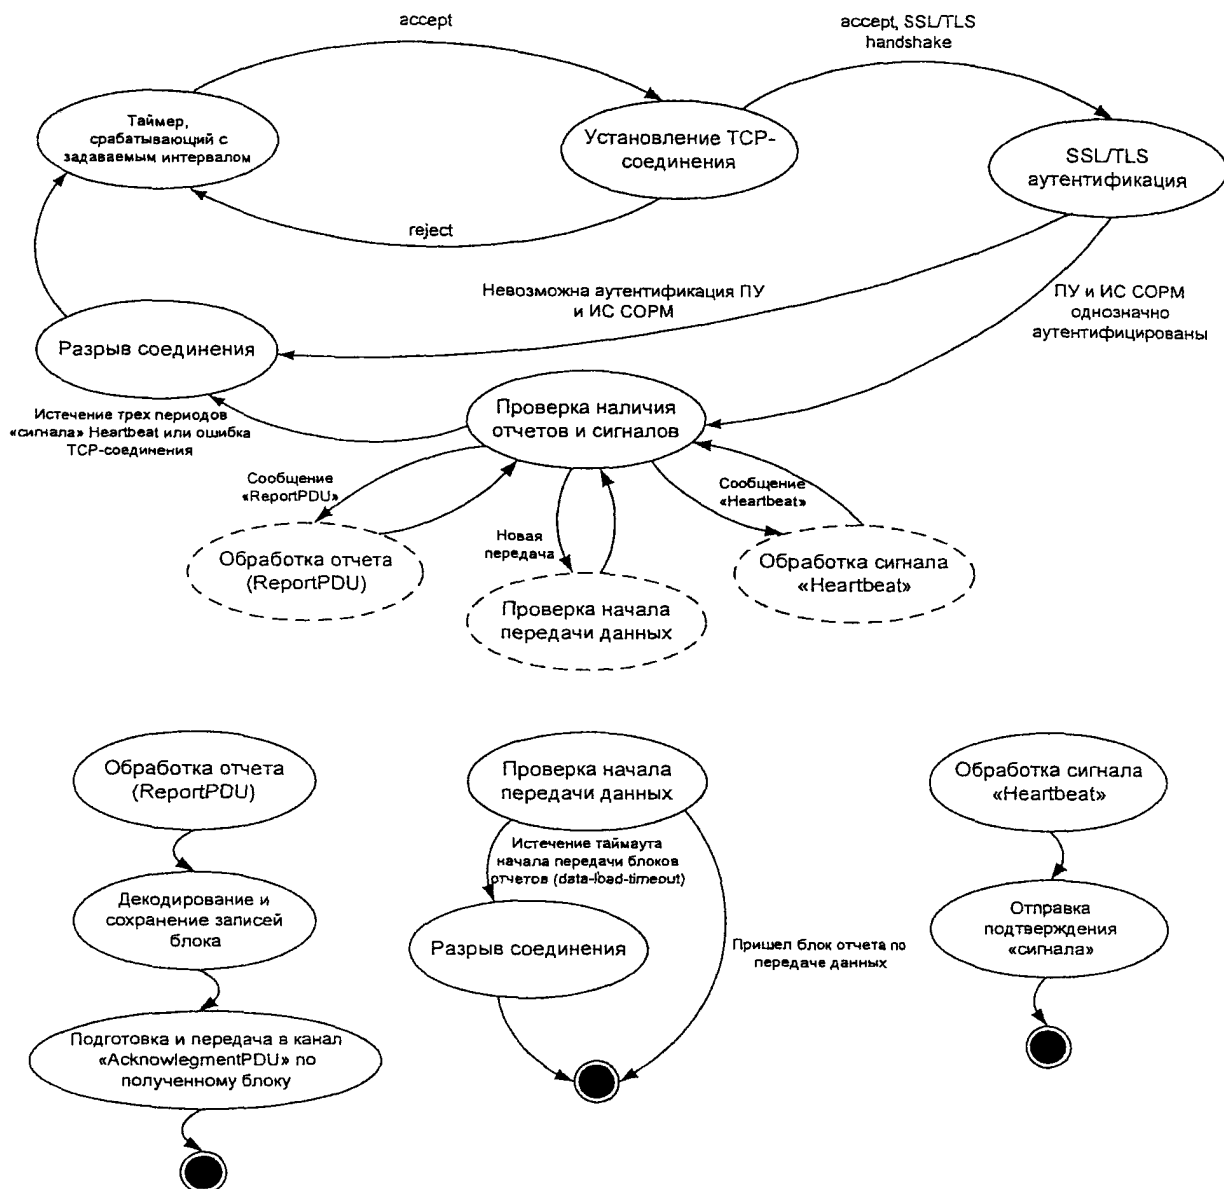 accept
accept, SSL/TLS
handshake
Таймер,
срабатывающий с
задаваемым интервалом
Установление TCP-
соединения
SSL/TLS
аутентификация
reject
Невозможна аутентификация ПУ
и ИС СОРМ
ПУ и ИС СОРМ
однозначно
аутентифицированы
Разрыв соединения
Истечение трех периодов
«сигнала» Heartbeat или ошибка
TCP-соединения
Проверка наличия
отчетов и сигналов
Сообщение
«ReportPDU»
Новая
передача
Сообщение
«Heartbeat»
Обработка отчета
(ReportPDU)
Проверка начала
передачи данных
Обработка сигнала
«Heartbeat»
Обработка отчета
(ReportPDU)
Декодирование и
сохранение записей
блока
Подготовка и передача в канал
«AcknowlegmentPDU» по
полученному блоку
Проверка начала
передачи данных
Истечение таймаута
начала передачи блоков
отчетов (data-load-timeout)
Разрыв соединения
Пришел блок отчета по
передаче данных
Обработка сигнала
«Heartbeat»
Отправка
подтверждения
«сигнала»